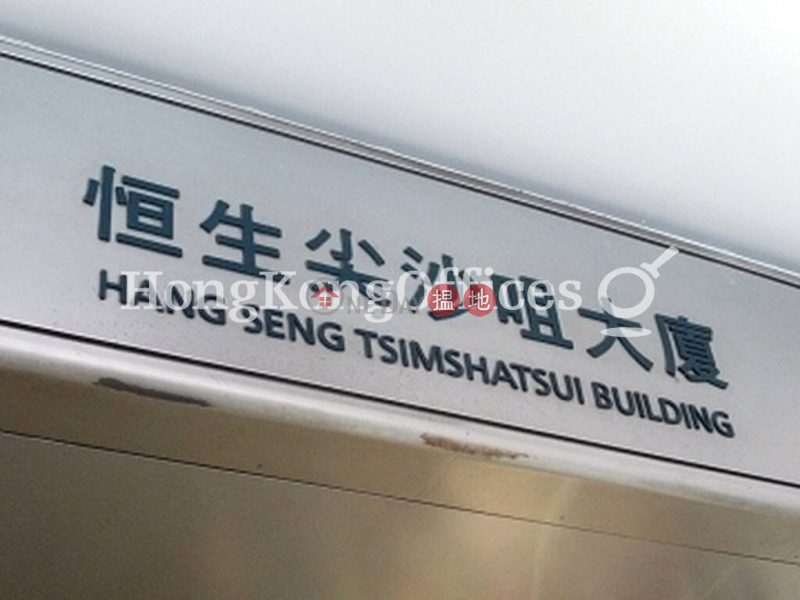 恒生尖沙咀大廈
HongKongOffices
搵地
HANG SENG TSIMSHATSUI BUILDING